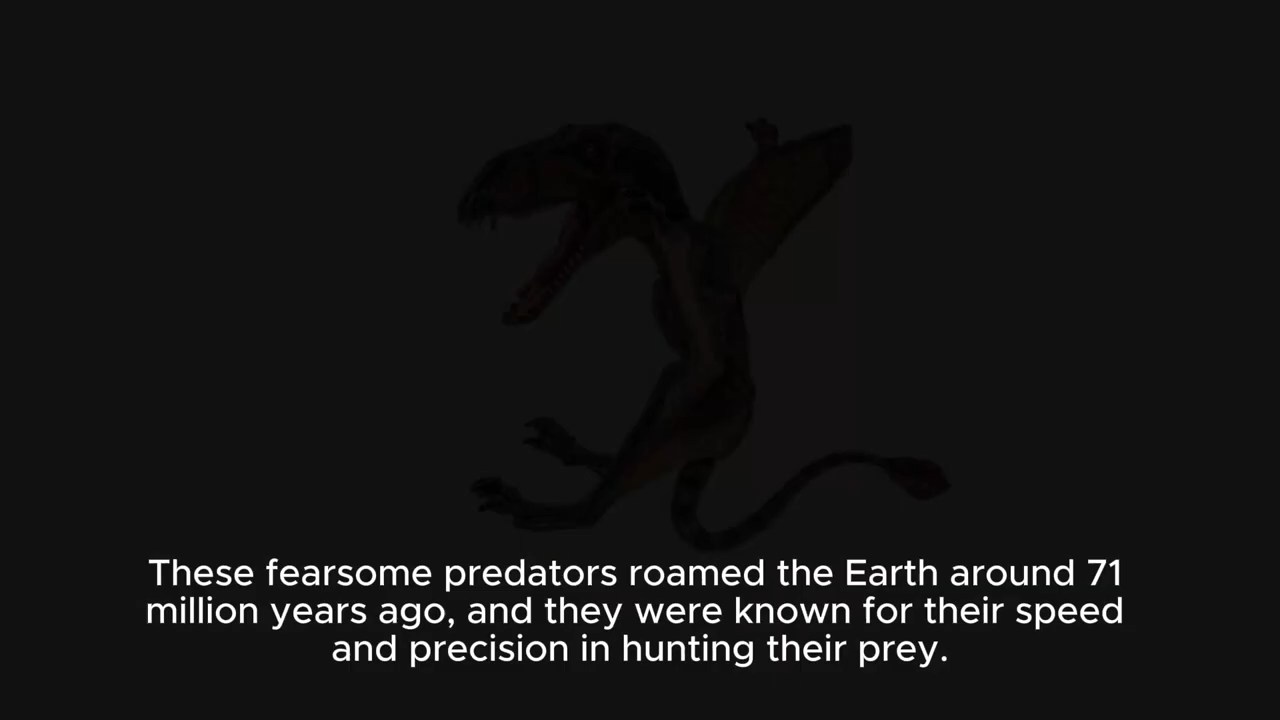 These fearsome predators roamed the Earth around 71
million years ago, and they were known for their speed
and precision in hunting their prey.